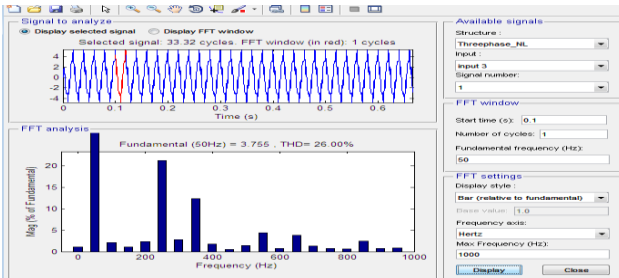 Signal to analyze
Display selected signal Display FFT window
Selected signal: 33.32 cycles. FFT window (in red): 1 cycles
4
2
0
-2
-4
0 0.1 0.2 0.3 0.4 0.5 0.6
Time (s)
FFT analysis
Fundamental (50Hz) = 3.755 , THD= 26.00%
Mag (% of Fundamental)
20
15
10
5
0
0 200 400 600 800 1000
Frequency (Hz)
Available signals
Structure :
Threephase_NL
Input :
input 3
Signal number:
1
FFT window
Start time (s): 0.1
Number of cycles: 1
Fundamental frequency (Hz):
50
FFT settings
Display style :
Bar (relative to fundamental)
Base value: 1.0
Frequency axis:
Hertz
Max Frequency (Hz):
1000
Display Close